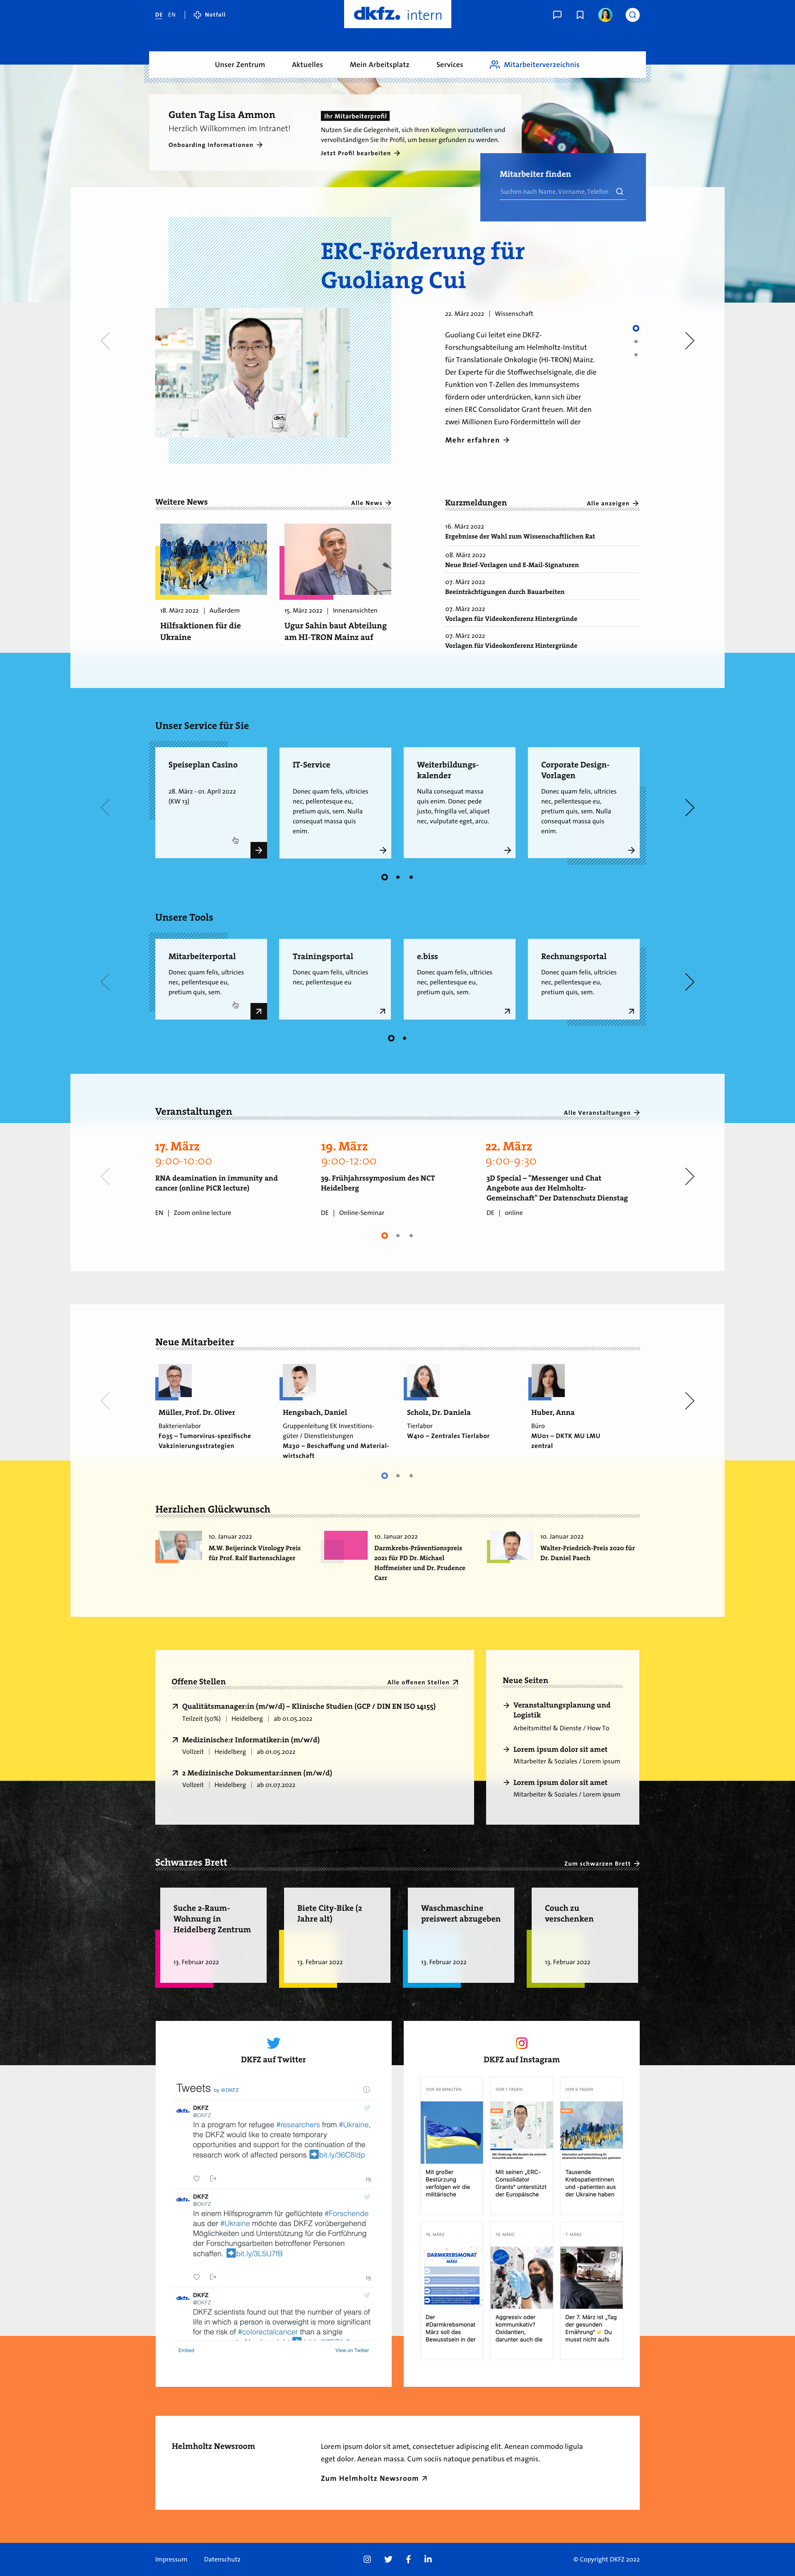 DE EN | Notfall
dkfz. intern
Unser Zentrum Aktuelles Mein Arbeitsplatz Services Mitarbeiterverzeichnis
Guten Tag Lisa Ammon
Herzlich Willkommen im Intranet!
Onboarding Informationen →
Ihr Mitarbeiterprofil
Nutzen Sie die Gelegenheit, sich Ihren Kollegen vorzustellen und
vervollständigen Sie Ihr Profil, um besser gefunden zu werden.
Jetzt Profil bearbeiten →
Mitarbeiter finden
Suchen nach Name, Vorname, Telefon
ERC-Förderung für
Guoliang Cui
22. März 2022 | Wissenschaft
Guoliang Cui leitet eine DKFZ-
Forschungsabteilung am Helmholtz-Institut
für Translationale Onkologie (HI-TRON) Mainz.
Der Experte für die Stoffwechselsignale, die die
Funktion von T-Zellen des Immunsystems
fördern oder unterdrücken, kann sich über
einen ERC Consolidator Grant freuen. Mit den
zwei Millionen Euro Fördermitteln will der
Mehr erfahren →
Weitere News
Alle News →
18. März 2022 | Außerdem
Hilfsaktionen für die
Ukraine
15. März 2022 | Innenansichten
Ugur Sahin baut Abteilung
am HI-TRON Mainz auf
Kurzmeldungen
Alle anzeigen →
16. März 2022
Ergebnisse der Wahl zum Wissenschaftlichen Rat
08. März 2022
Neue Brief-Vorlagen und E-Mail-Signaturen
07. März 2022
Beeinträchtigungen durch Bauarbeiten
07. März 2022
Vorlagen für Videokonferenz Hintergründe
07. März 2022
Vorlagen für Videokonferenz Hintergründe
Unser Service für Sie
Speiseplan Casino
28. März - 01. April 2022
(KW 13)
IT-Service
Donec quam felis, ultricies
nec, pellentesque eu,
pretium quis, sem. Nulla
consequat massa quis
enim.
Weiterbildungs-
kalender
Nulla consequat massa
quis enim. Donec pede
justo, fringilla vel, aliquet
nec, vulputate eget, arcu.
Corporate Design-
Vorlagen
Donec quam felis, ultricies
nec, pellentesque eu,
pretium quis, sem. Nulla
consequat massa quis
enim.
Unsere Tools
Mitarbeiterportal
Donec quam felis, ultricies
nec, pellentesque eu,
pretium quis, sem.
Trainingsportal
Donec quam felis, ultricies
nec, pellentesque eu
e.biss
Donec quam felis, ultricies
nec, pellentesque eu,
pretium quis, sem.
Rechnungsportal
Donec quam felis, ultricies
nec, pellentesque eu,
pretium quis, sem.
Veranstaltungen
Alle Veranstaltungen →
17. März
9:00-10:00
RNA deamination in immunity and
cancer (online PiCR lecture)
EN | Zoom online lecture
19. März
9:00-12:00
39. Frühjahrssymposium des NCT
Heidelberg
DE | Online-Seminar
22. März
9:00-9:30
3D Special – "Messenger und Chat
Angebote aus der Helmholtz-
Gemeinschaft" Der Datenschutz Dienstag
DE | online
Neue Mitarbeiter
Müller, Prof. Dr. Oliver
Bakterienlabor
F035 – Tumorvirus-spezifische
Vakzinierungsstrategien
Hengsbach, Daniel
Gruppenleitung EK Investitions-
güter / Dienstleistungen
M230 – Beschaffung und Material-
wirtschaft
Scholz, Dr. Daniela
Tierlabor
W410 – Zentrales Tierlabor
Huber, Anna
Büro
MU01 – DKTK MU LMU
zentral
Herzlichen Glückwunsch
10. Januar 2022
M.W. Beijerinck Virology Preis
für Prof. Ralf Bartenschlager
10. Januar 2022
Darmkrebs-Präventionspreis
2021 für PD Dr. Michael
Hoffmeister und Dr. Prudence
Carr
10. Januar 2022
Walter-Friedrich-Preis 2020 für
Dr. Daniel Paech
Offene Stellen
Alle offenen Stellen
Qualitätsmanager:in (m/w/d) – Klinische Studien (GCP / DIN EN ISO 14155)
Teilzeit (50%) | Heidelberg | ab 01.05.2022
Medizinische:r Informatiker:in (m/w/d)
Vollzeit | Heidelberg | ab 01.05.2022
2 Medizinische Dokumentar:innen (m/w/d)
Vollzeit | Heidelberg | ab 01.07.2022
Neue Seiten
→ Veranstaltungsplanung und
Logistik
Arbeitsmittel & Dienste / How To
→ Lorem ipsum dolor sit amet
Mitarbeiter & Soziales / Lorem ipsum
→ Lorem ipsum dolor sit amet
Mitarbeiter & Soziales / Lorem ipsum
Schwarzes Brett
Zum schwarzen Brett →
Suche 2-Raum-
Wohnung in
Heidelberg Zentrum
13. Februar 2022
Biete City-Bike (2
Jahre alt)
13. Februar 2022
Waschmaschine
preiswert abzugeben
13. Februar 2022
Couch zu
verschenken
13. Februar 2022
DKFZ auf Twitter
Tweets by @DKFZ
DKFZ
@DKFZ
In a program for refugee #researchers from #Ukraine,
the DKFZ would like to create temporary
opportunities and support for the continution of the
research work of affected persons. ➡bit.ly/36C8idp
DKFZ
@DKFZ
In einem Hilfsprogramm für geflüchtete #Forschende
aus der #Ukraine möchte das DKFZ vorübergehend
Möglichkeiten und Unterstützung für die Fortführung
der Forschungsarbeiten betroffener Personen
schaffen. ➡bit.ly/3L5U7fB
DKFZ
@DKFZ
DKFZ scientists found out that the number of years of
life in which a person is overweight is more significant
for the risk of #colorectalcancer than a single
Embed
View on Twitter
DKFZ auf Instagram
VOR 59 MINUTEN
Mit großer
Bestürzung
verfolgen wir die
militärische
VOR 1 TAGEN
Mit seinen „ERC-
Consolidator
Grants" unterstützt
der Europäische
VOR 5 TAGEN
Tausende
Krebspatientinnen
und -patienten aus
der Ukraine haben
DARMKREBSMONAT
MÄRZ
Der
#Darmkrebsmonat
März soll das
Bewusstsein in der
10. MÄRZ
Aggressiv oder
kommunikativ?
Oxidantien,
darunter auch die
7. MÄRZ
Der 7. März ist „Tag
der gesunden
Ernährung" Du
musst nicht aufs
Helmholtz Newsroom
Lorem ipsum dolor sit amet, consectetuer adipiscing elit. Aenean commodo ligula
eget dolor. Aenean massa. Cum sociis natoque penatibus et magnis.
Zum Helmholtz Newsroom
Impressum Datenschutz
© Copyright DKFZ 2022